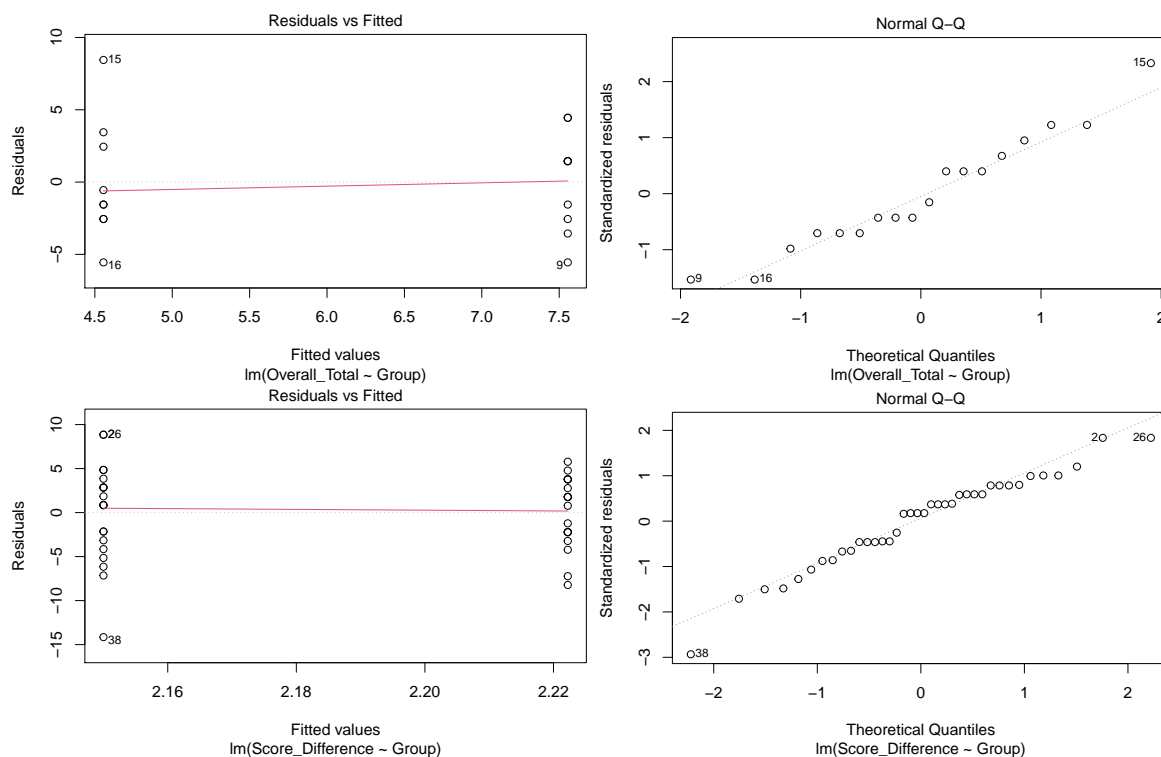 Residuals vs Fitted
Residuals
10
5
0
−5
15
16
9
4.5 5.0 5.5 6.0 6.5 7.0 7.5
Fitted values
lm(Overall_Total ~ Group)
Normal Q−Q
Standardized residuals
2
1
0
−1
15
9
16
−2 −1 0 1 2
Theoretical Quantiles
lm(Overall_Total ~ Group)
Residuals vs Fitted
Residuals
10
5
0
−5
−10
−15
26
38
2.16 2.18 2.20 2.22
Fitted values
lm(Score_Difference ~ Group)
Normal Q−Q
Standardized residuals
2
1
0
−1
−2
−3
2
26
38
−2 −1 0 1 2
Theoretical Quantiles
lm(Score_Difference ~ Group)